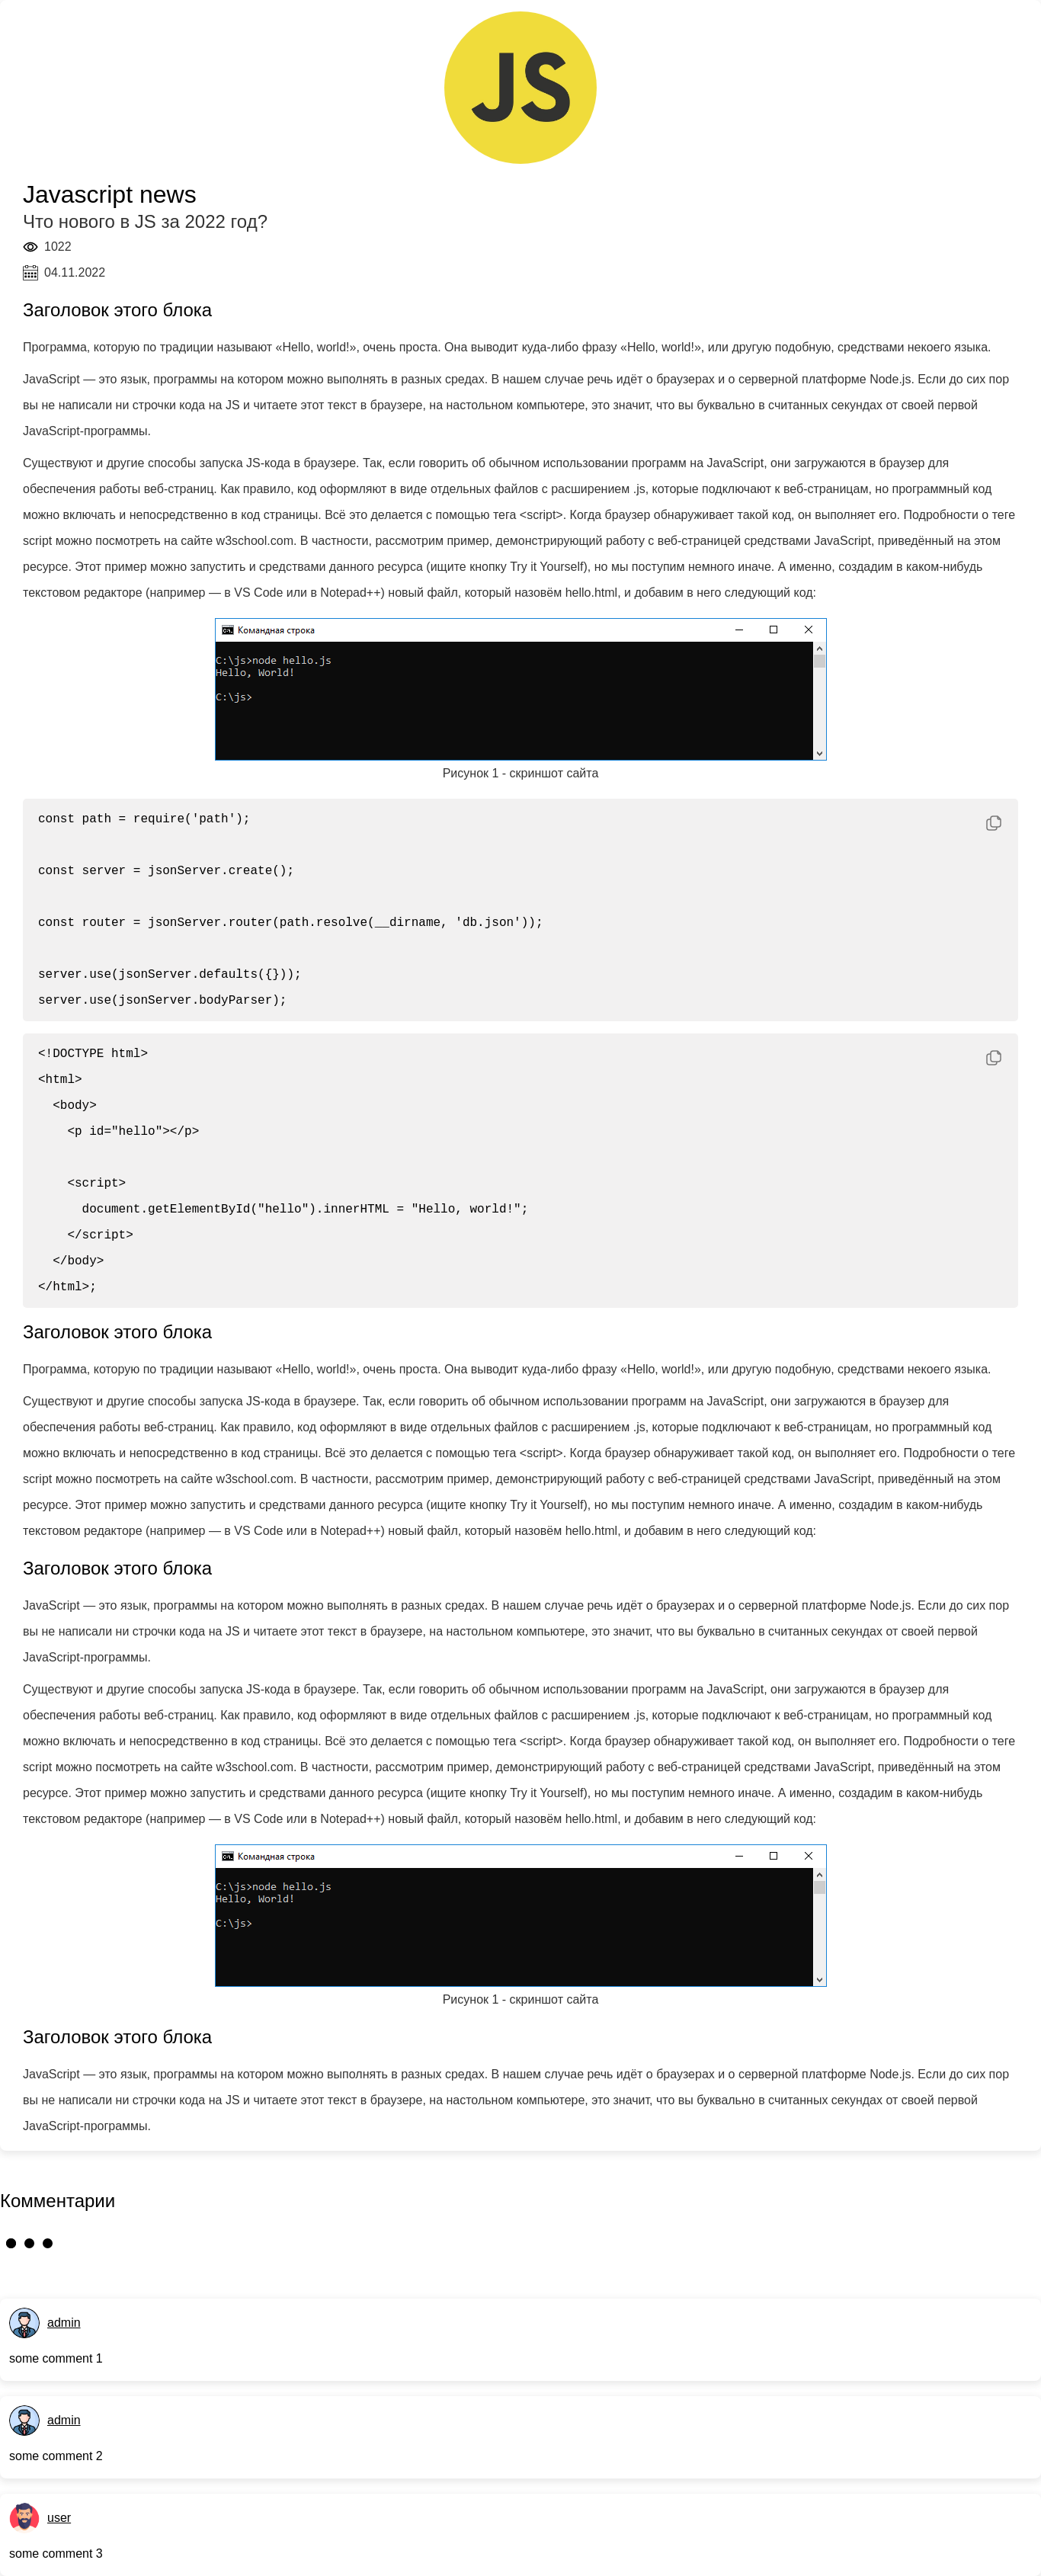 JS
Javascript news
Что нового в JS за 2022 год?
1022
04.11.2022
Заголовок этого блока
Программа, которую по традиции называют «Hello, world!», очень проста. Она выводит куда-либо фразу «Hello, world!», или другую подобную, средствами некоего языка.
JavaScript — это язык, программы на котором можно выполнять в разных средах. В нашем случае речь идёт о браузерах и о серверной платформе Node.js. Если до сих пор
вы не написали ни строчки кода на JS и читаете этот текст в браузере, на настольном компьютере, это значит, что вы буквально в считанных секундах от своей первой
JavaScript-программы.
Существуют и другие способы запуска JS-кода в браузере. Так, если говорить об обычном использовании программ на JavaScript, они загружаются в браузер для
обеспечения работы веб-страниц. Как правило, код оформляют в виде отдельных файлов с расширением .js, которые подключают к веб-страницам, но программный код
можно включать и непосредственно в код страницы. Всё это делается с помощью тега <script>. Когда браузер обнаруживает такой код, он выполняет его. Подробности о теге
script можно посмотреть на сайте w3school.com. В частности, рассмотрим пример, демонстрирующий работу с веб-страницей средствами JavaScript, приведённый на этом
ресурсе. Этот пример можно запустить и средствами данного ресурса (ищите кнопку Try it Yourself), но мы поступим немного иначе. А именно, создадим в каком-нибудь
текстовом редакторе (например — в VS Code или в Notepad++) новый файл, который назовём hello.html, и добавим в него следующий код:
Командная строка
C:\js>node hello.js
Hello, World!
C:\js>
Рисунок 1 - скриншот сайта
const path = require('path');
const server = jsonServer.create();
const router = jsonServer.router(path.resolve(__dirname, 'db.json'));
server.use(jsonServer.defaults({}));
server.use(jsonServer.bodyParser);
<!DOCTYPE html>
<html>
  <body>
    <p id="hello"></p>
    <script>
      document.getElementById("hello").innerHTML = "Hello, world!";
    </script>
  </body>
</html>;
Заголовок этого блока
Программа, которую по традиции называют «Hello, world!», очень проста. Она выводит куда-либо фразу «Hello, world!», или другую подобную, средствами некоего языка.
Существуют и другие способы запуска JS-кода в браузере. Так, если говорить об обычном использовании программ на JavaScript, они загружаются в браузер для
обеспечения работы веб-страниц. Как правило, код оформляют в виде отдельных файлов с расширением .js, которые подключают к веб-страницам, но программный код
можно включать и непосредственно в код страницы. Всё это делается с помощью тега <script>. Когда браузер обнаруживает такой код, он выполняет его. Подробности о теге
script можно посмотреть на сайте w3school.com. В частности, рассмотрим пример, демонстрирующий работу с веб-страницей средствами JavaScript, приведённый на этом
ресурсе. Этот пример можно запустить и средствами данного ресурса (ищите кнопку Try it Yourself), но мы поступим немного иначе. А именно, создадим в каком-нибудь
текстовом редакторе (например — в VS Code или в Notepad++) новый файл, который назовём hello.html, и добавим в него следующий код:
Заголовок этого блока
JavaScript — это язык, программы на котором можно выполнять в разных средах. В нашем случае речь идёт о браузерах и о серверной платформе Node.js. Если до сих пор
вы не написали ни строчки кода на JS и читаете этот текст в браузере, на настольном компьютере, это значит, что вы буквально в считанных секундах от своей первой
JavaScript-программы.
Существуют и другие способы запуска JS-кода в браузере. Так, если говорить об обычном использовании программ на JavaScript, они загружаются в браузер для
обеспечения работы веб-страниц. Как правило, код оформляют в виде отдельных файлов с расширением .js, которые подключают к веб-страницам, но программный код
можно включать и непосредственно в код страницы. Всё это делается с помощью тега <script>. Когда браузер обнаруживает такой код, он выполняет его. Подробности о теге
script можно посмотреть на сайте w3school.com. В частности, рассмотрим пример, демонстрирующий работу с веб-страницей средствами JavaScript, приведённый на этом
ресурсе. Этот пример можно запустить и средствами данного ресурса (ищите кнопку Try it Yourself), но мы поступим немного иначе. А именно, создадим в каком-нибудь
текстовом редакторе (например — в VS Code или в Notepad++) новый файл, который назовём hello.html, и добавим в него следующий код:
Командная строка
C:\js>node hello.js
Hello, World!
C:\js>
Рисунок 1 - скриншот сайта
Заголовок этого блока
JavaScript — это язык, программы на котором можно выполнять в разных средах. В нашем случае речь идёт о браузерах и о серверной платформе Node.js. Если до сих пор
вы не написали ни строчки кода на JS и читаете этот текст в браузере, на настольном компьютере, это значит, что вы буквально в считанных секундах от своей первой
JavaScript-программы.
Комментарии
admin
some comment 1
admin
some comment 2
user
some comment 3